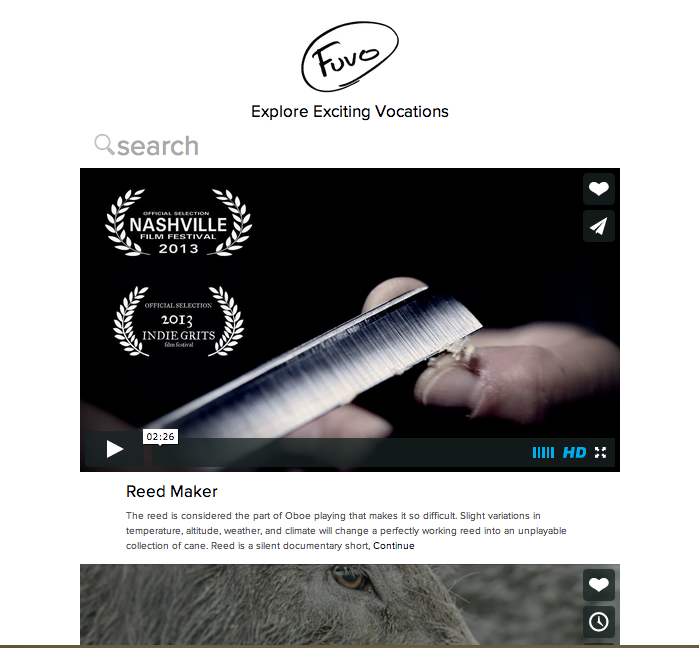 Fuvo
Explore Exciting Vocations
search
OFFICIAL SELECTION
NASHVILLE
FILM FESTIVAL
2013
OFFICIAL SELECTION
2013
INDIE GRITS
film festival
02:26
HD
Reed Maker
The reed is considered the part of Oboe playing that makes it so difficult. Slight variations in
temperature, altitude, weather, and climate will change a perfectly working reed into an unplayable
collection of cane. Reed is a silent documentary short, Continue